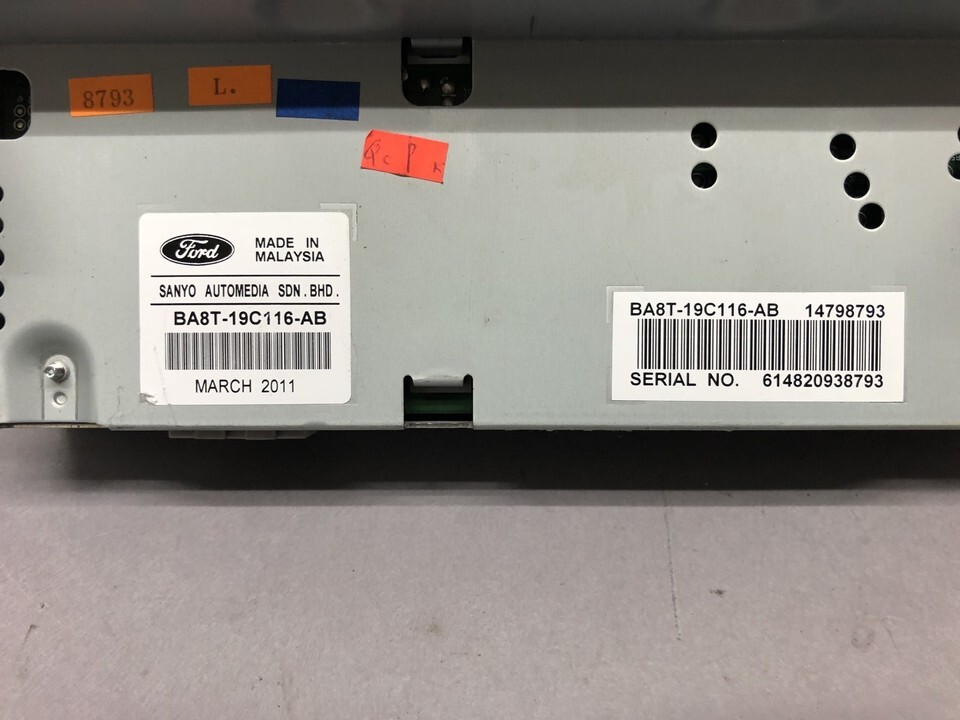 8793
L.
Qc P
Ford
MADE IN
MALAYSIA
SANYO AUTOMEDIA SDN.BHD.
BA8T-19C116-AB
MARCH 2011
BA8T-19C116-AB 14798793
SERIAL NO. 614820938793